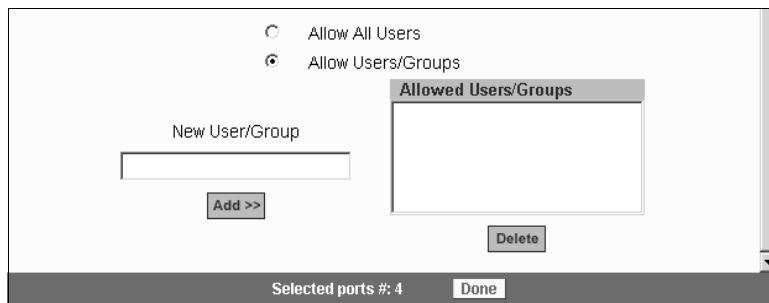 Allow All Users
Allow Users/Groups
Allowed Users/Groups
New User/Group
Add >>
Delete
Selected ports #: 4
Done